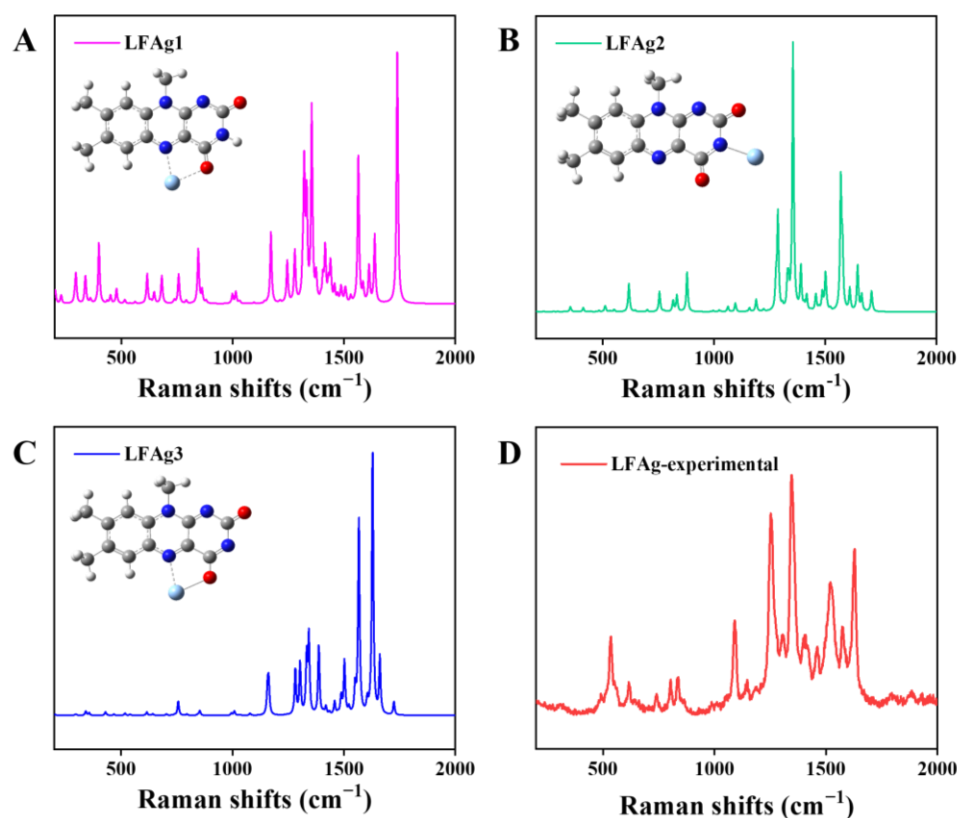 A
LFAg1
500
1000
1500
2000
Raman shifts (cm⁻¹)
B
LFAg2
500
1000
1500
2000
Raman shifts (cm⁻¹)
C
LFAg3
500
1000
1500
2000
Raman shifts (cm⁻¹)
D
LFAg-experimental
500
1000
1500
2000
Raman shifts (cm⁻¹)